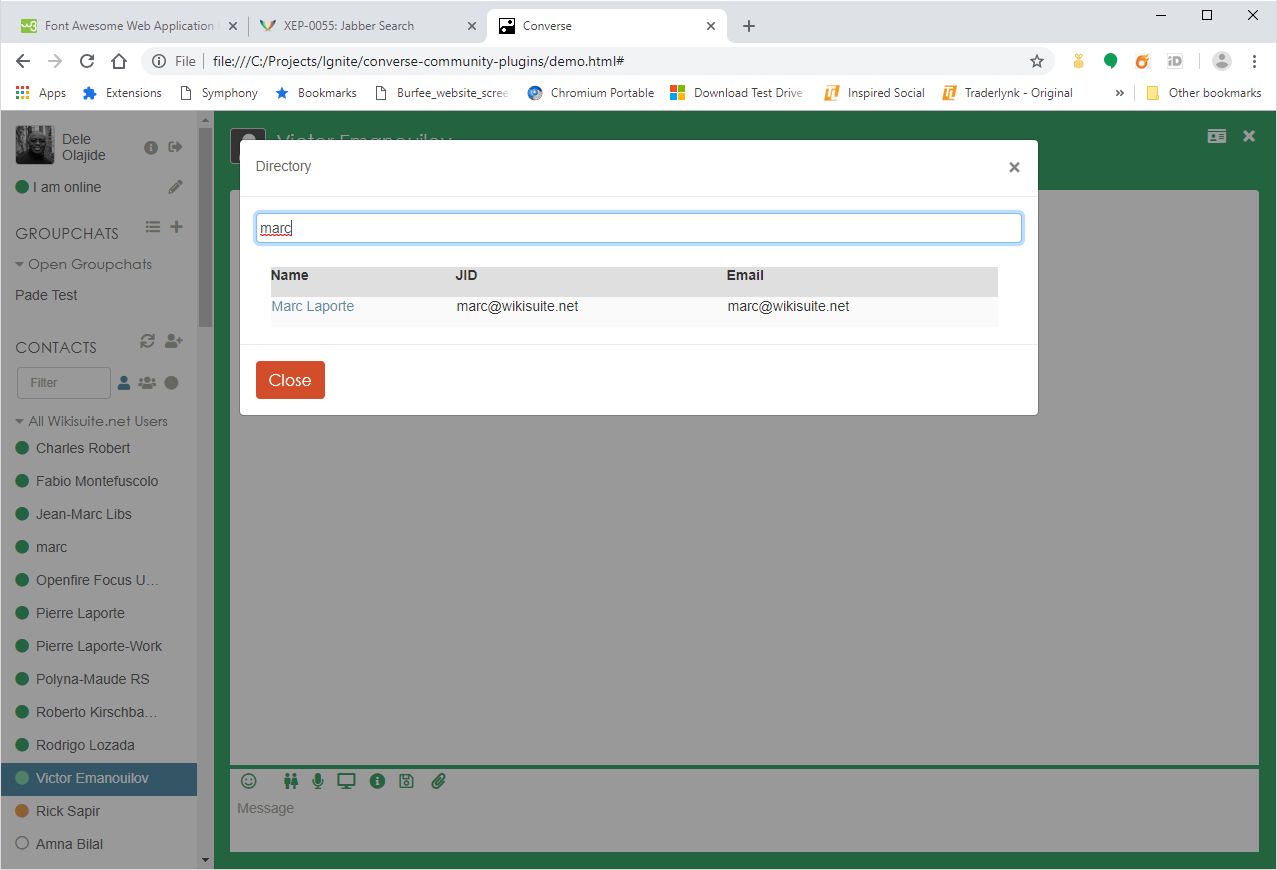 Font Awesome Web Application
XEP-0055: Jabber Search
Converse
File
file:///C:/Projects/Ignite/converse-community-plugins/demo.html#
iD
Apps
Extensions
Symphony
Bookmarks
Burfee_website_scree
Chromium Portable
Download Test Drive
Inspired Social
Traderlynk - Original
»
Other bookmarks
Dele
Olajide
I am online
GROUPCHATS
Open Groupchats
Pade Test
CONTACTS
Filter
All Wikisuite.net Users
Charles Robert
Fabio Montefuscolo
Jean-Marc Libs
marc
Openfire Focus U…
Pierre Laporte
Pierre Laporte-Work
Polyna-Maude RS
Roberto Kirschba…
Rodrigo Lozada
Victor Emanouilov
Rick Sapir
Amna Bilal
Victor Emanouilov
Directory
×
marc
Name JID Email
Marc Laporte marc@wikisuite.net marc@wikisuite.net
Close
Message